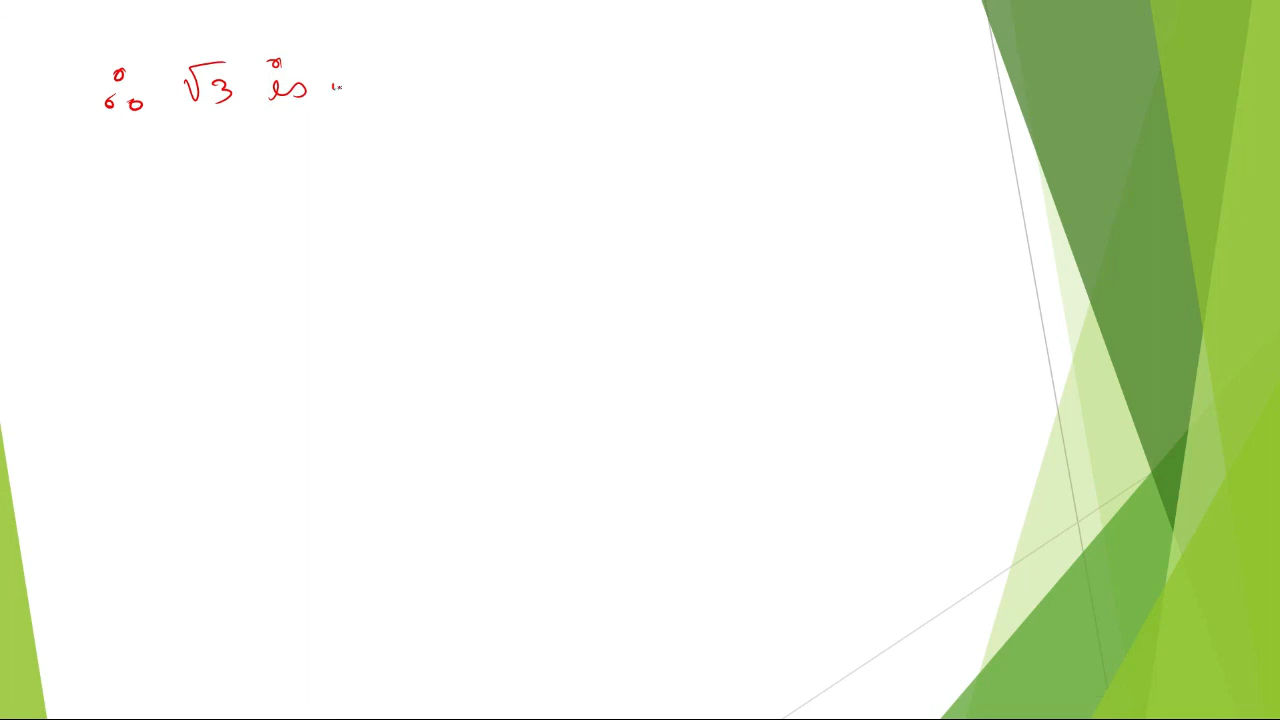 ∴ √3 is